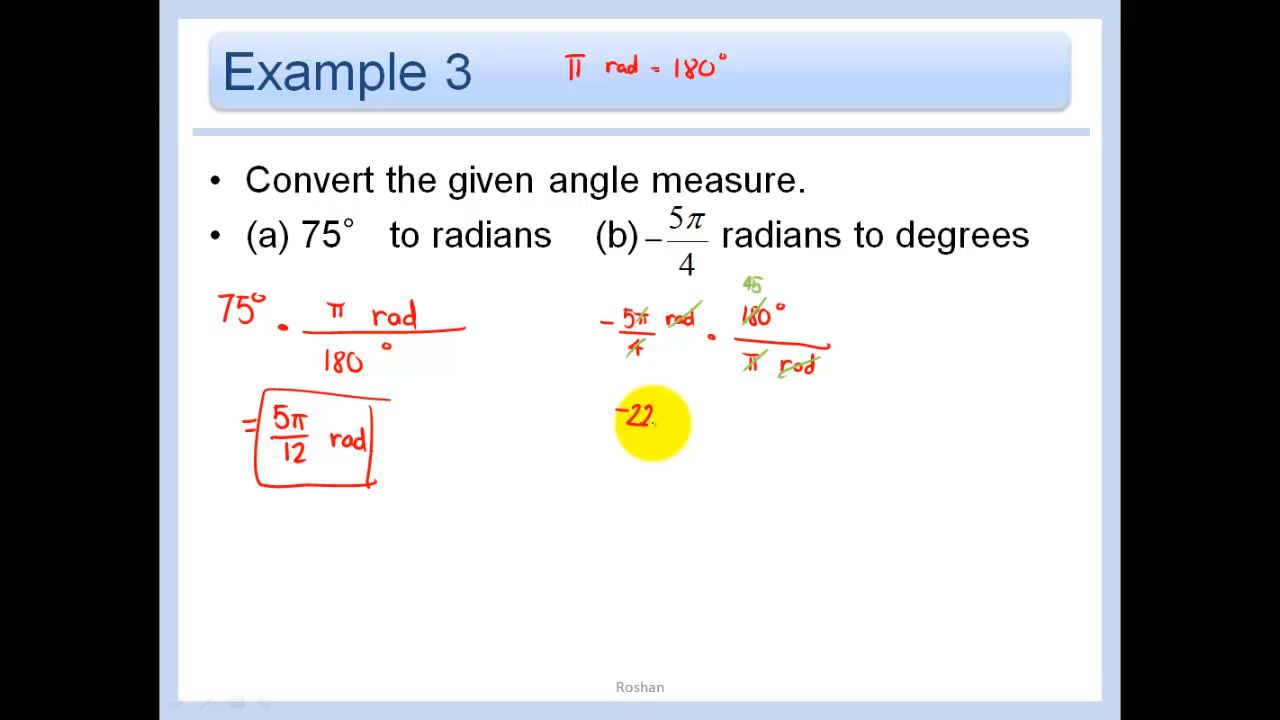 Example 3 π rad = 180°
• Convert the given angle measure.
• (a) 75° to radians (b) -5π/4 radians to degrees
75° · π rad / 180°
= 5π/12 rad
45
-5π/4 rad · 180° / π rad
-22
Roshan